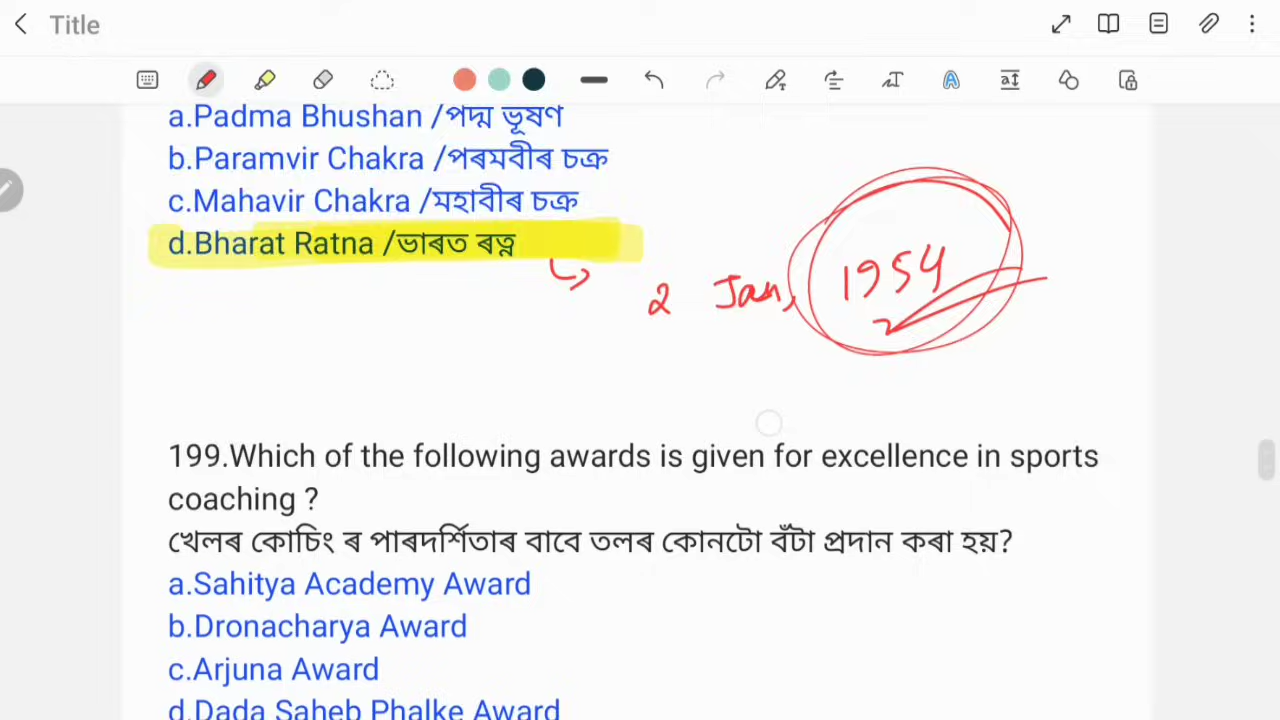 Title
a.Padma Bhushan /পদ্ম ভূষণ
b.Paramvir Chakra /পৰমবীৰ চক্ৰ
c.Mahavir Chakra /মহাবীৰ চক্ৰ
d.Bharat Ratna /ভাৰত ৰত্ন
2 Jan, 1954
199.Which of the following awards is given for excellence in sports
coaching ?
খেলৰ কোচিং ৰ পাৰদৰ্শিতাৰ বাবে তলৰ কোনটো বঁটা প্ৰদান কৰা হয়?
a.Sahitya Academy Award
b.Dronacharya Award
c.Arjuna Award
d.Dada Saheb Phalke Award